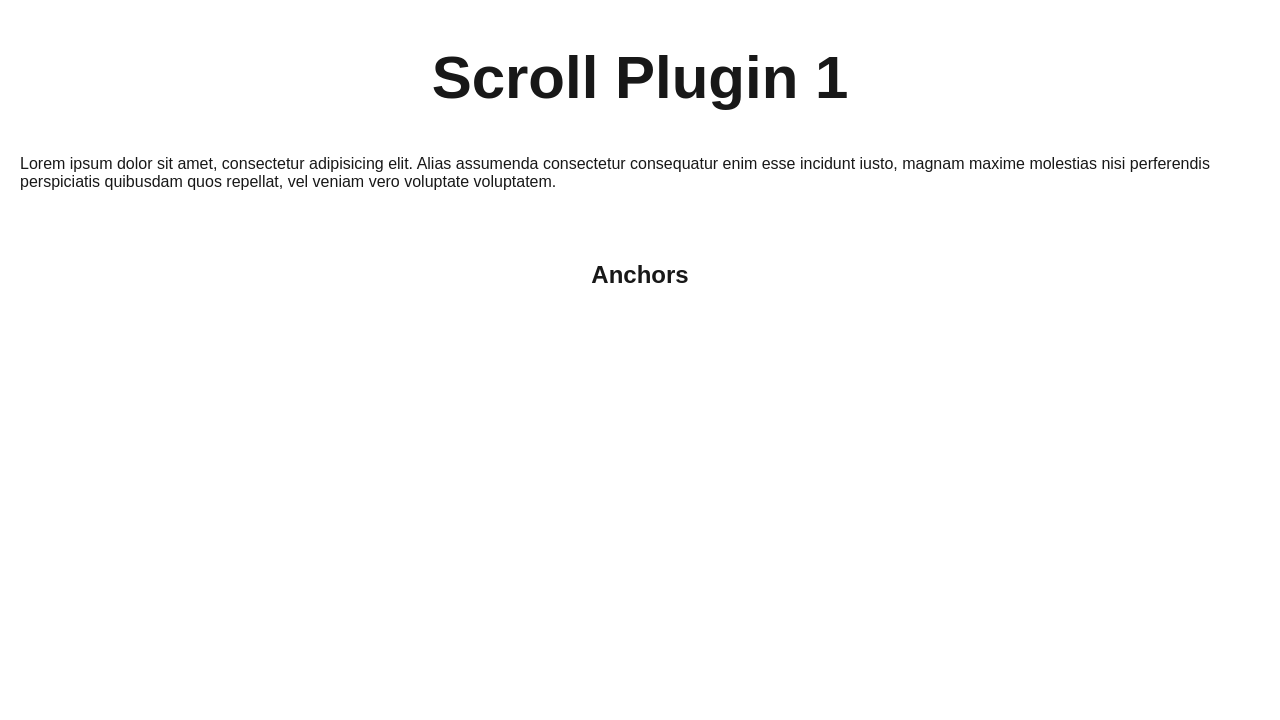 Scroll Plugin 1
Lorem ipsum dolor sit amet, consectetur adipisicing elit. Alias assumenda consectetur consequatur enim esse incidunt iusto, magnam maxime molestias nisi perferendis
perspiciatis quibusdam quos repellat, vel veniam vero voluptate voluptatem.
Anchors